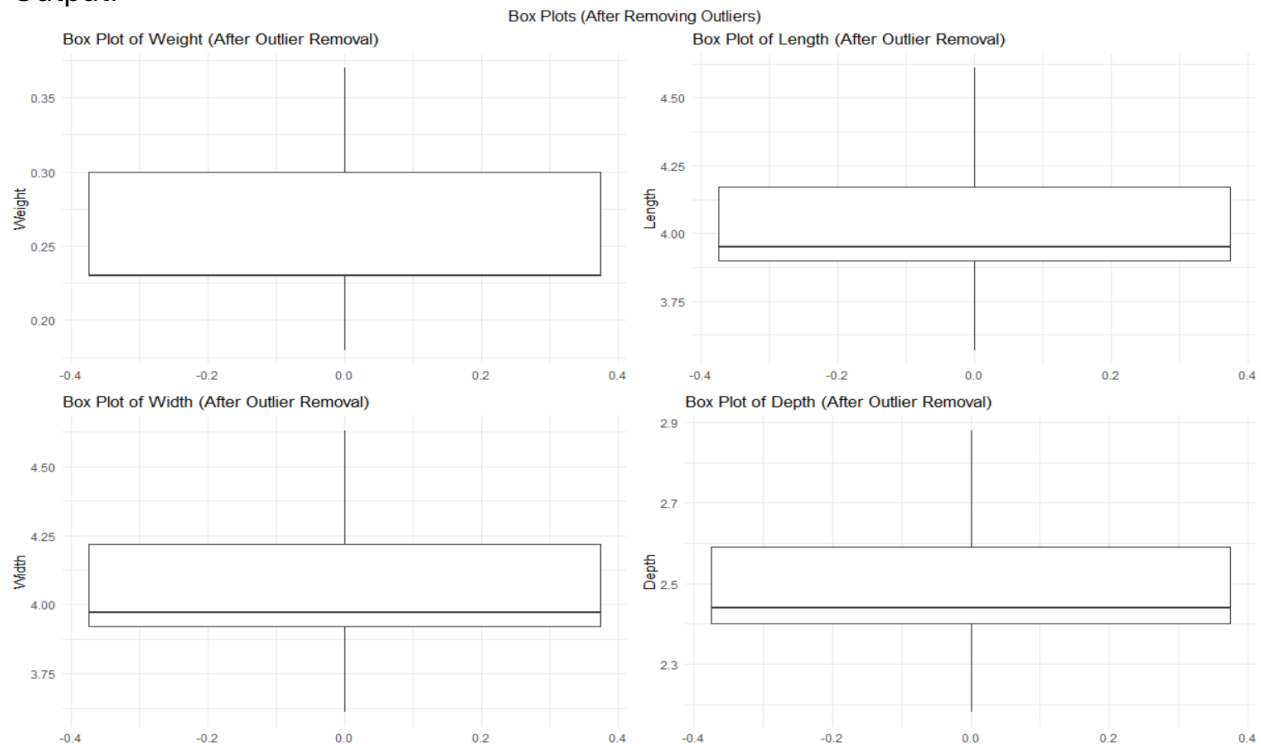 Output:
Box Plots (After Removing Outliers)
Box Plot of Weight (After Outlier Removal)
Weight
0.35
0.30
0.25
0.20
-0.4 -0.2 0.0 0.2 0.4
Box Plot of Length (After Outlier Removal)
Length
4.50
4.25
4.00
3.75
-0.4 -0.2 0.0 0.2 0.4
Box Plot of Width (After Outlier Removal)
Width
4.50
4.25
4.00
3.75
-0.4 -0.2 0.0 0.2 0.4
Box Plot of Depth (After Outlier Removal)
Depth
2.9
2.7
2.5
2.3
-0.4 -0.2 0.0 0.2 0.4